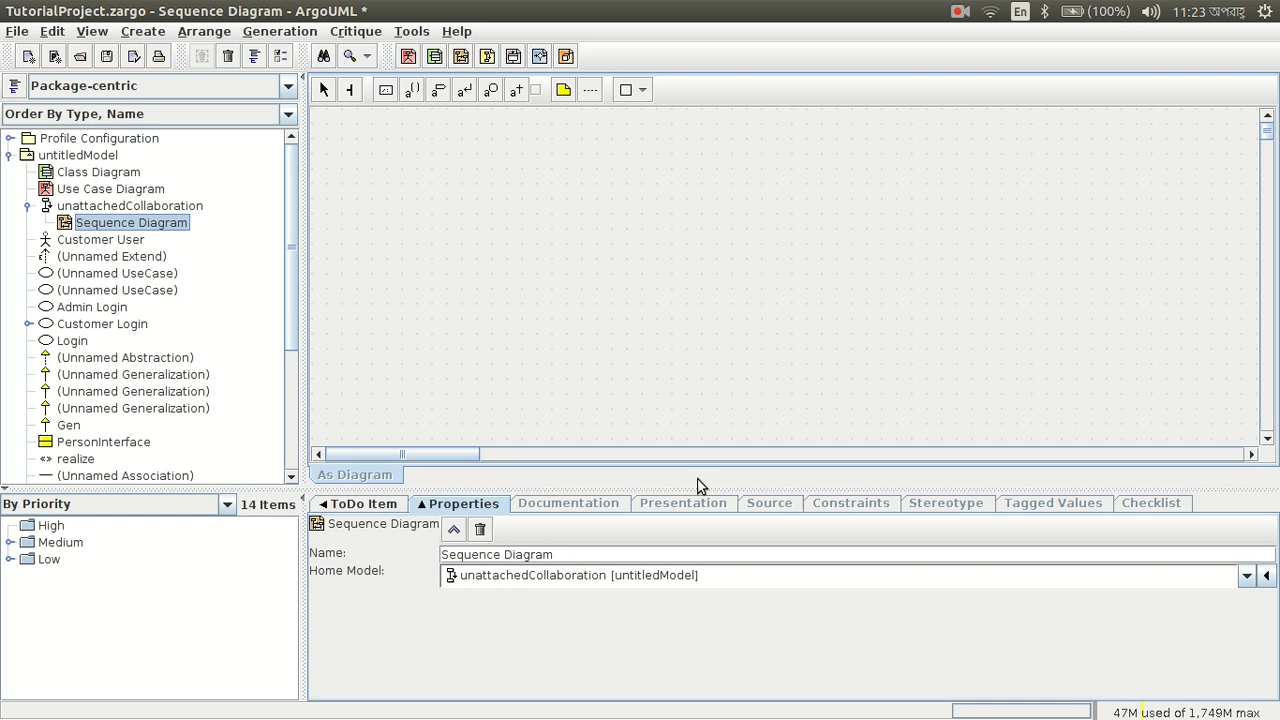 TutorialProject.zargo - Sequence Diagram - ArgoUML *
En
(100%)
11:23 অপরাহ্ণ
File Edit View Create Arrange Generation Critique Tools Help
Package-centric
Order By Type, Name
Profile Configuration
untitledModel
Class Diagram
Use Case Diagram
unattachedCollaboration
Sequence Diagram
Customer User
(Unnamed Extend)
(Unnamed UseCase)
(Unnamed UseCase)
Admin Login
Customer Login
Login
(Unnamed Abstraction)
(Unnamed Generalization)
(Unnamed Generalization)
(Unnamed Generalization)
Gen
PersonInterface
realize
(Unnamed Association)
As Diagram
By Priority
14 Items
High
Medium
Low
ToDo Item
Properties
Documentation
Presentation
Source
Constraints
Stereotype
Tagged Values
Checklist
Sequence Diagram
Name:
Sequence Diagram
Home Model:
unattachedCollaboration [untitledModel]
47M used of 1,749M max